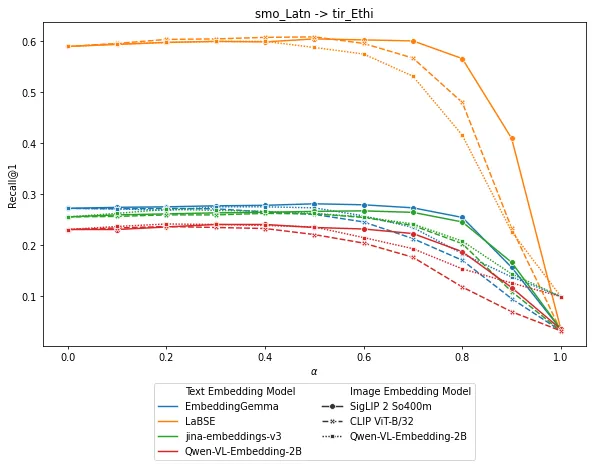 smo_Latn -> tir_Ethi
Recall@1
0.6
0.5
0.4
0.3
0.2
0.1
0.0 0.2 0.4 0.6 0.8 1.0
α
Text Embedding Model Image Embedding Model
EmbeddingGemma SigLIP 2 So400m
LaBSE CLIP ViT-B/32
jina-embeddings-v3 Qwen-VL-Embedding-2B
Qwen-VL-Embedding-2B